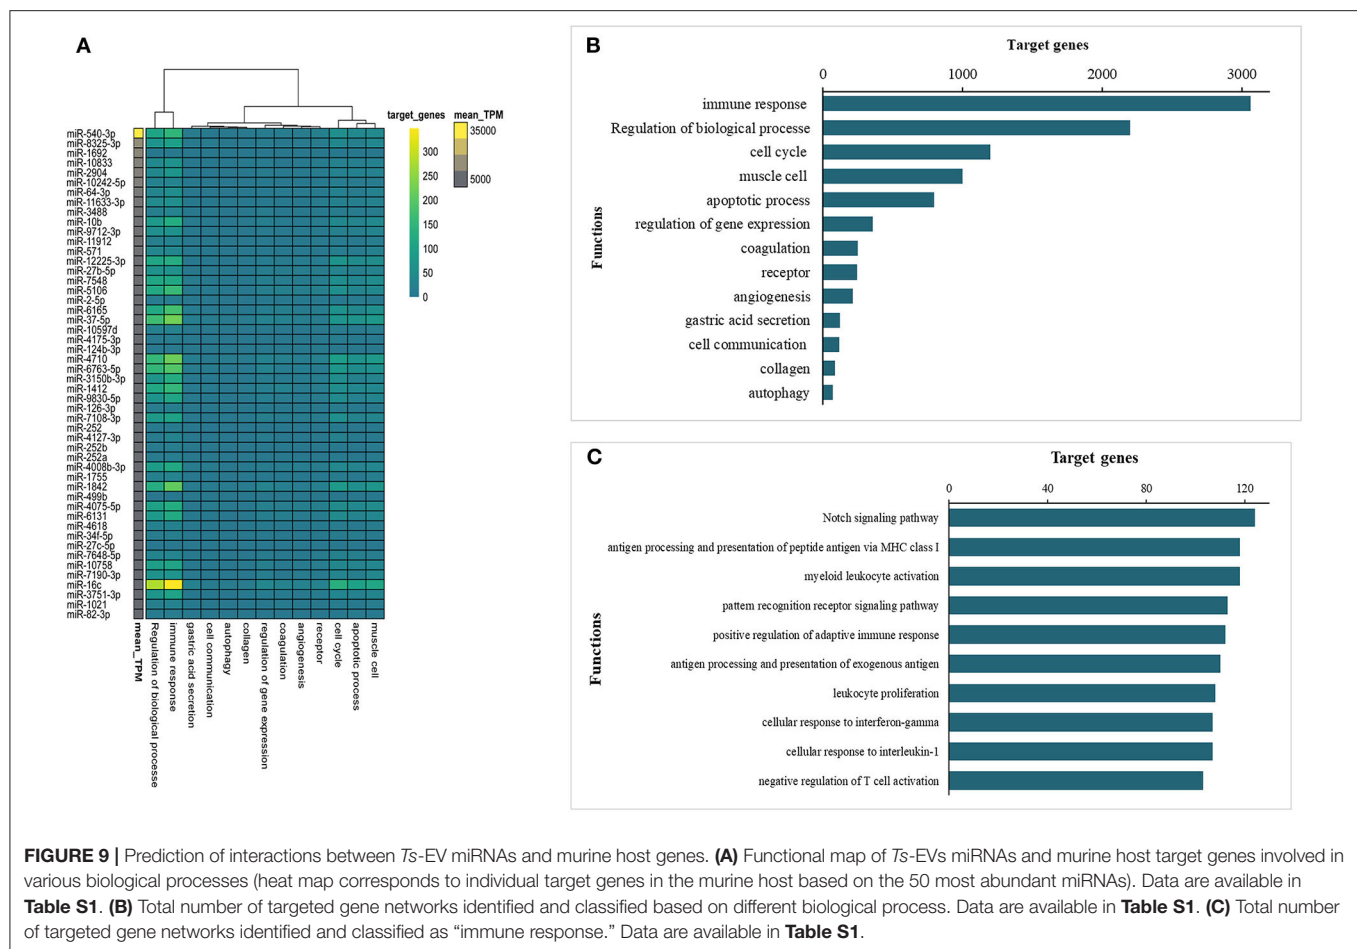 A
target_genes
mean_TPM
300
250
200
150
100
50
0
35000
5000
miR-540-3p
miR-8325-3p
miR-1692
miR-10833
miR-2904
miR-10242-5p
miR-64-3p
miR-11633-3p
miR-3488
miR-10b
miR-9712-3p
miR-11912
miR-571
miR-12225-3p
miR-27b-5p
miR-7548
miR-5106
miR-2-5p
miR-6165
miR-37-5p
miR-10597d
miR-4175-3p
miR-124b-3p
miR-4710
miR-6763-5p
miR-3150b-3p
miR-1412
miR-9830-5p
miR-126-3p
miR-7108-3p
miR-252
miR-4127-3p
miR-252b
miR-252a
miR-4008b-3p
miR-1755
miR-1842
miR-499b
miR-4075-5p
miR-6131
miR-4618
miR-34f-5p
miR-27c-5p
miR-7648-5p
miR-10758
miR-7190-3p
miR-16c
miR-3751-3p
miR-1021
miR-82-3p
mean_TPM
Regulation of biological processe
immune response
gastric acid secretion
cell communication
autophagy
collagen
regulation of gene expression
coagulation
angiogenesis
receptor
cell cycle
apoptotic process
muscle cell
B
Target genes
0 1000 2000 3000
Functions
immune response
Regulation of biological processe
cell cycle
muscle cell
apoptotic process
regulation of gene expression
coagulation
receptor
angiogenesis
gastric acid secretion
cell communication
collagen
autophagy
C
Target genes
0 40 80 120
Functions
Notch signaling pathway
antigen processing and presentation of peptide antigen via MHC class I
myeloid leukocyte activation
pattern recognition receptor signaling pathway
positive regulation of adaptive immune response
antigen processing and presentation of exogenous antigen
leukocyte proliferation
cellular response to interferon-gamma
cellular response to interleukin-1
negative regulation of T cell activation
FIGURE 9 | Prediction of interactions between Ts-EV miRNAs and murine host genes. (A) Functional map of Ts-EVs miRNAs and murine host target genes involved in
various biological processes (heat map corresponds to individual target genes in the murine host based on the 50 most abundant miRNAs). Data are available in
Table S1. (B) Total number of targeted gene networks identified and classified based on different biological process. Data are available in Table S1. (C) Total number
of targeted gene networks identified and classified as “immune response.” Data are available in Table S1.